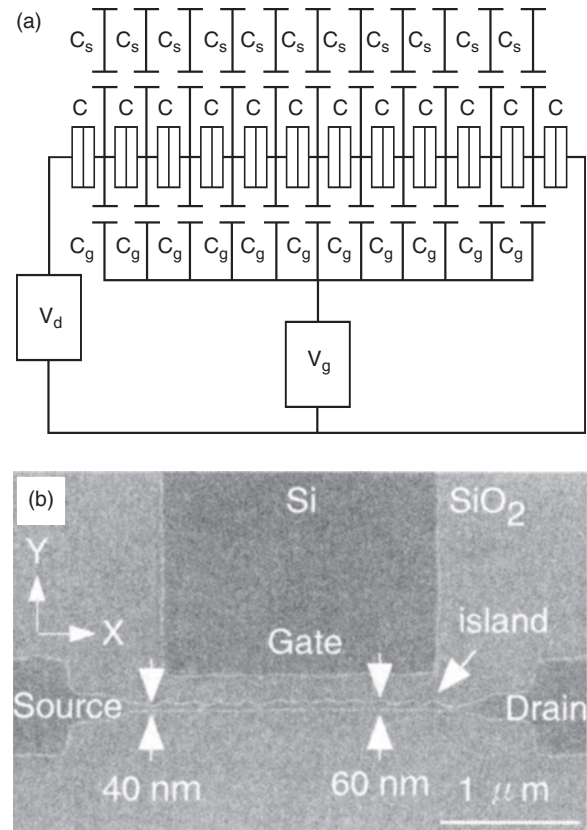 (a)
C_s C_s C_s C_s C_s C_s C_s C_s C_s C_s C_s
C C C C C C C C C C C C
C_g C_g C_g C_g C_g C_g C_g C_g C_g C_g C_g
V_d
V_g
(b)
Si SiO₂
Y
X
Gate
island
Source
Drain
40 nm
60 nm
1 μm